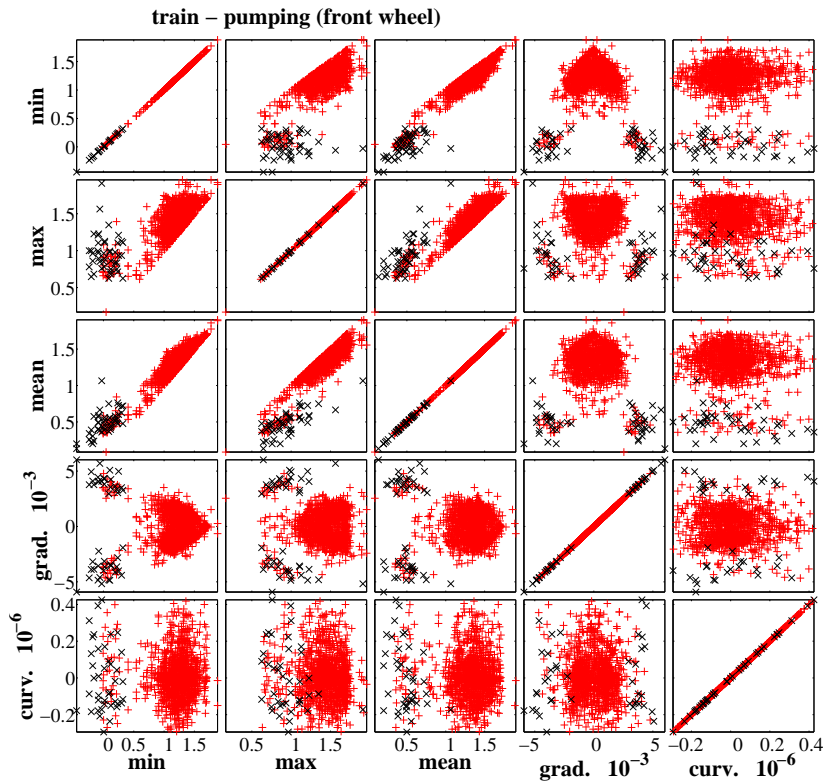 train – pumping (front wheel)
min
1.5
1
0.5
0
max
1.5
1
0.5
mean
1.5
1
0.5
grad. 10⁻³
5
0
−5
curv. 10⁻⁶
0.4
0.2
0
−0.2
0 0.5 1 1.5
0.5 1 1.5
0.5 1 1.5
−5 0 5
−0.2 0 0.2 0.4
min max mean grad. 10⁻³ curv. 10⁻⁶